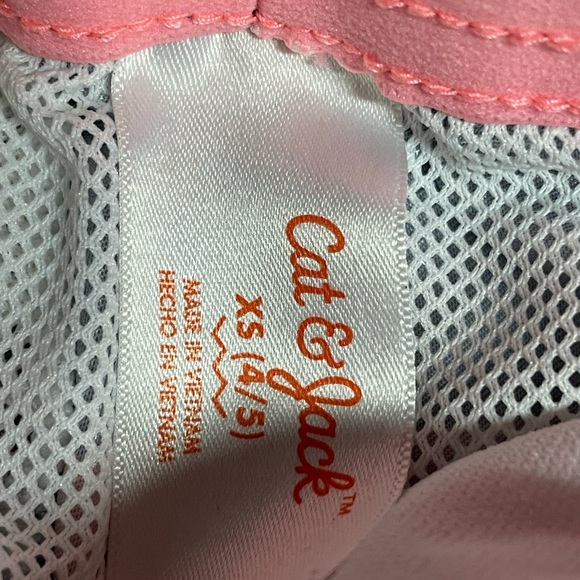 Cat & Jack™
XS (4/5)
MADE IN VIETNAM
HECHO EN VIETNAM